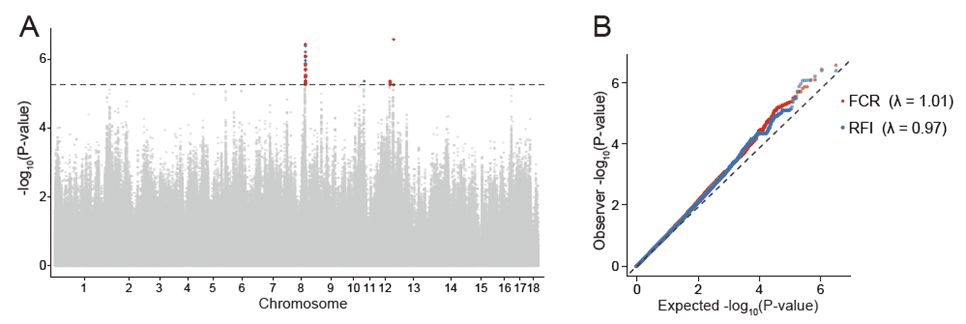 A
-log10(P-value)
6
4
2
0
1 2 3 4 5 6 7 8 9 10 11 12 13 14 15 16 17 18
Chromosome
B
Observer -log10(P-value)
6
4
2
0
0 2 4 6
Expected -log10(P-value)
FCR (λ = 1.01)
RFI (λ = 0.97)